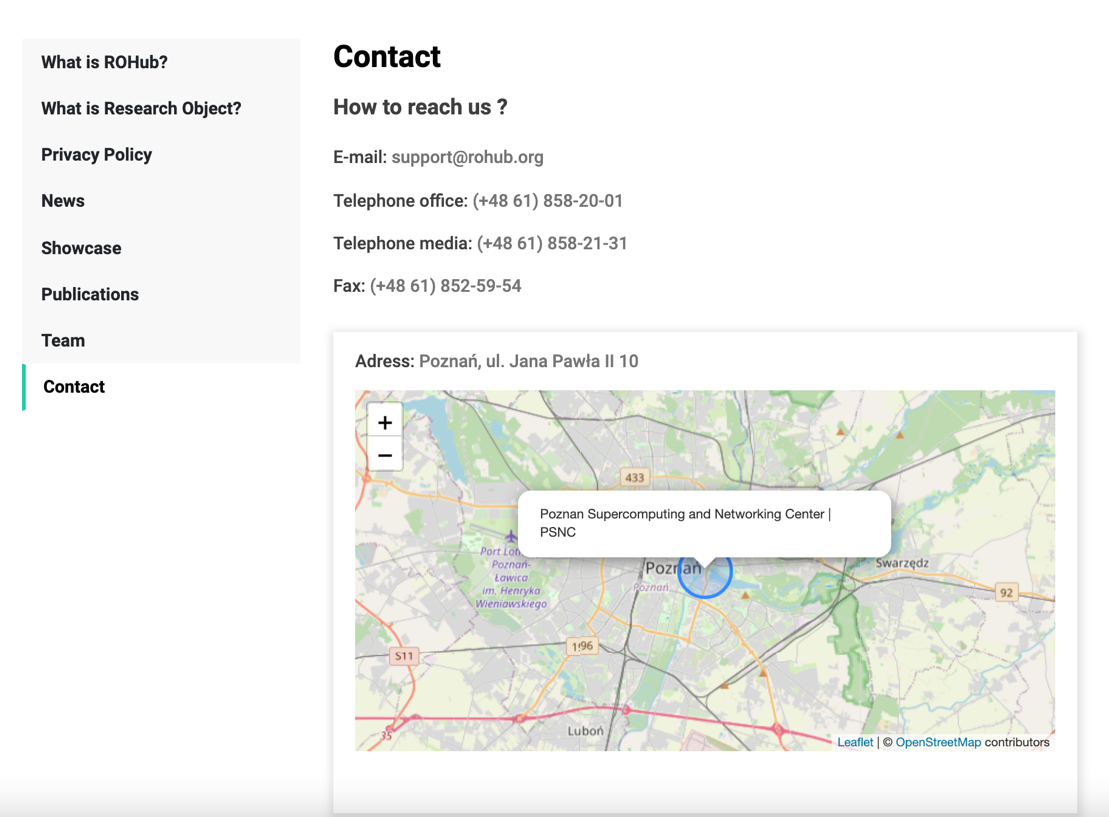 What is ROHub?
What is Research Object?
Privacy Policy
News
Showcase
Publications
Team
Contact
Contact
How to reach us ?
E-mail: support@rohub.org
Telephone office: (+48 61) 858-20-01
Telephone media: (+48 61) 858-21-31
Fax: (+48 61) 852-59-54
Adress: Poznań, ul. Jana Pawła II 10
+
−
433
Poznan Supercomputing and Networking Center |
PSNC
Port
Poznań-
Ławica
im. Henryka
Wieniawskiego
Poznań
Poznań
Swarzędz
92
196
S11
35
Luboń
Leaflet | © OpenStreetMap contributors